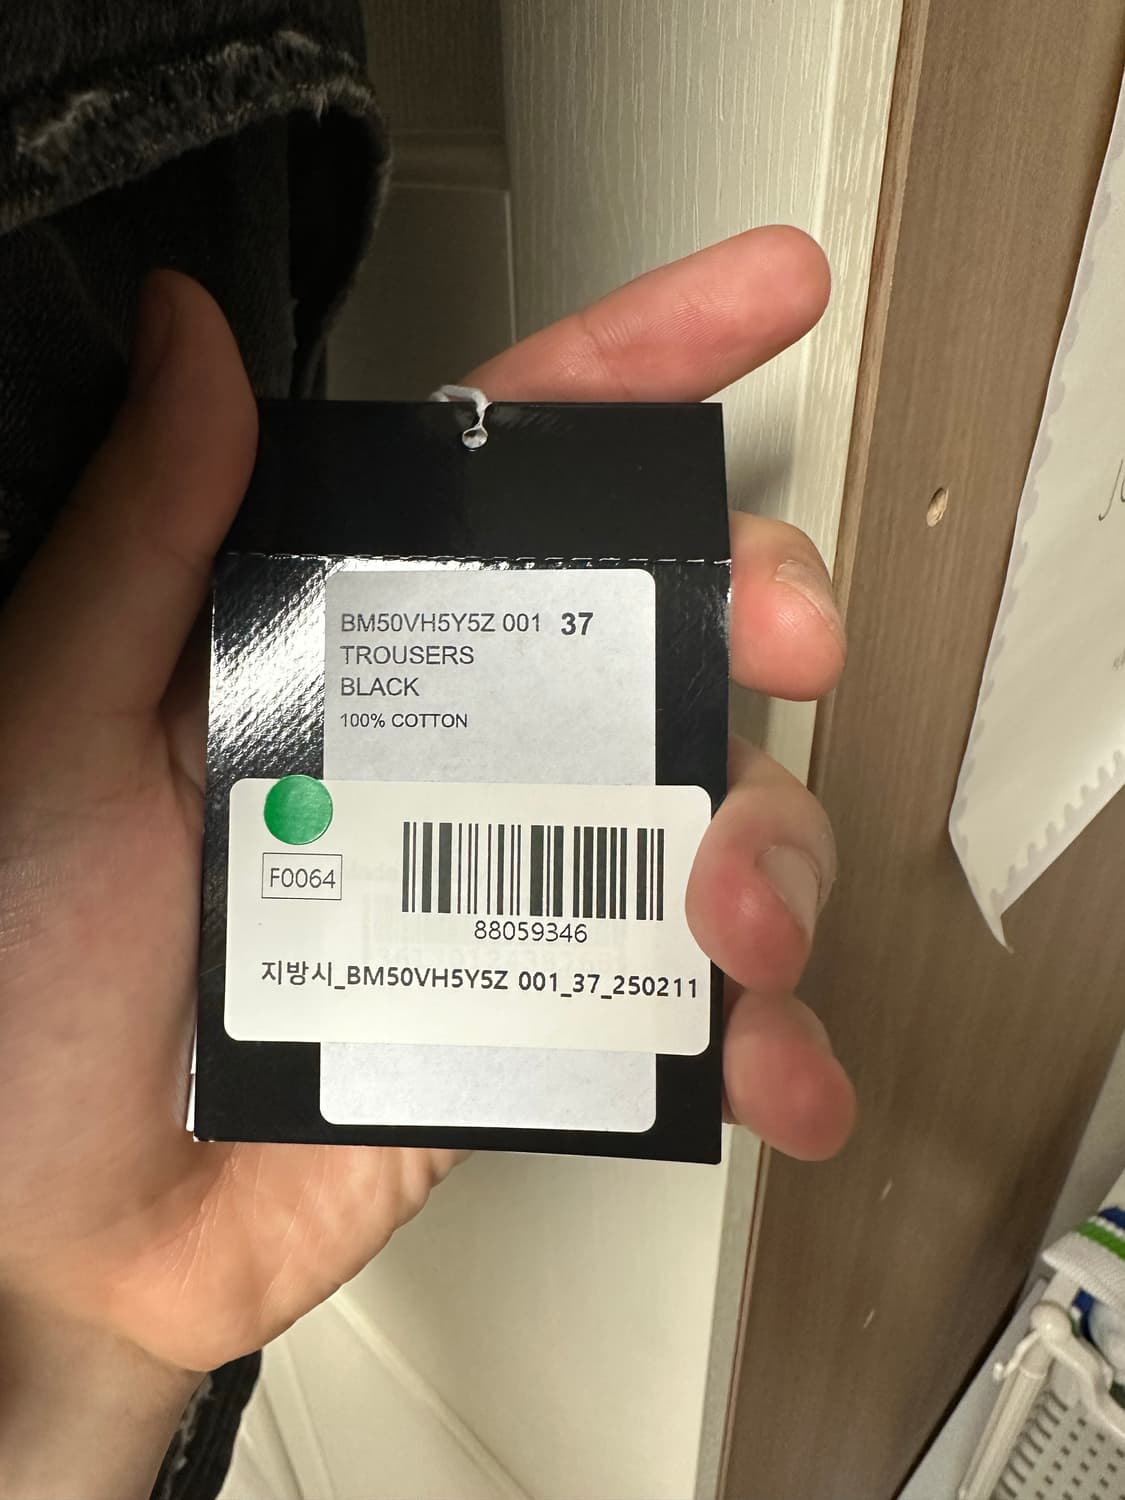 BM50VH5Y5Z 001 37
TROUSERS
BLACK
100% COTTON
F0064
88059346
지방시_BM50VH5Y5Z 001_37_250211